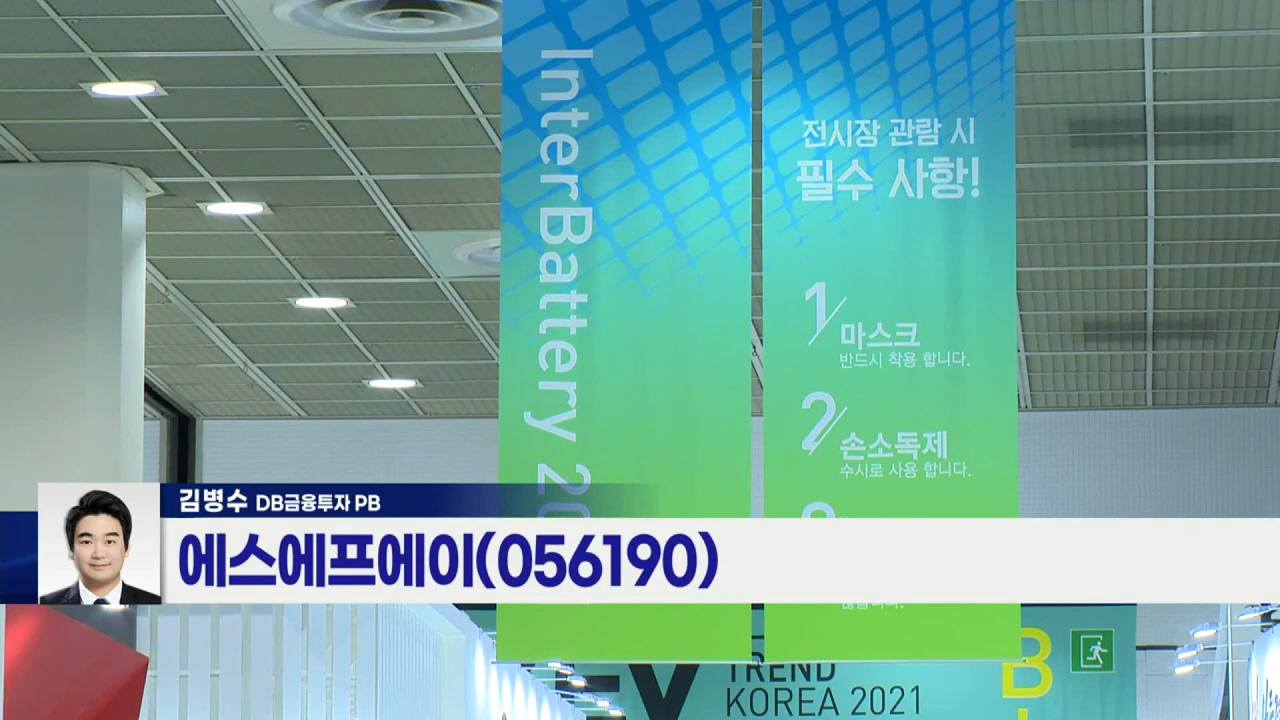 InterBattery 20
전시장 관람 시
필수 사항!
1
마스크
반드시 착용 합니다.
2
손소독제
수시로 사용 합니다.
김병수 DB금융투자 PB
에스에프에이(056190)
TREND
KOREA 2021
B